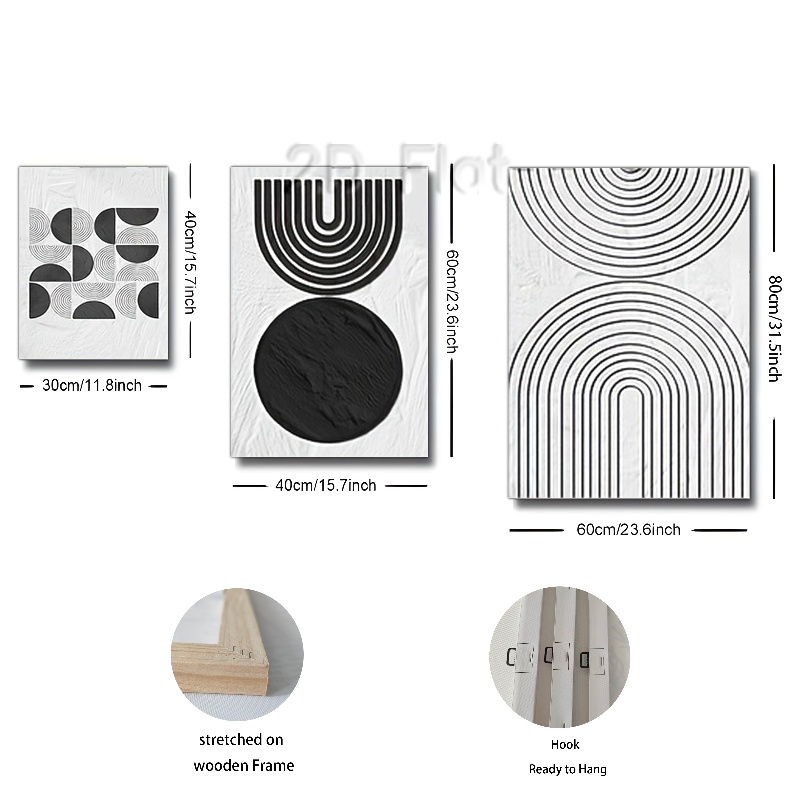 2D Flat
40cm/15.7inch
30cm/11.8inch
60cm/23.6inch
40cm/15.7inch
80cm/31.5inch
60cm/23.6inch
stretched on
wooden Frame
Hook
Ready to Hang